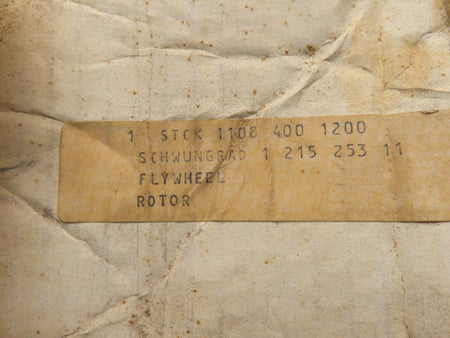 1 STCK 1108 400 1200
SCHWUNGRAD 1 215 253 11
FLYWHEEL
ROTOR